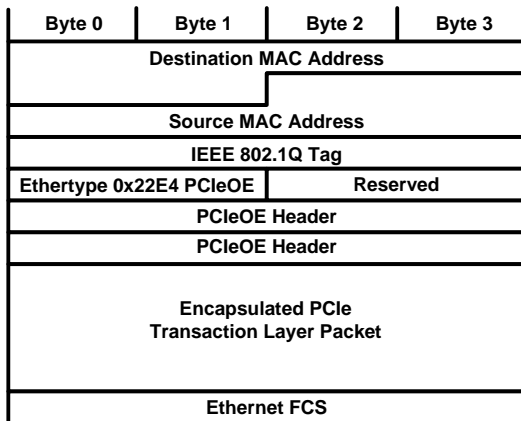 Byte 0 Byte 1 Byte 2 Byte 3
Destination MAC Address
Source MAC Address
IEEE 802.1Q Tag
Ethertype 0x22E4 PCIeOE Reserved
PCIeOE Header
PCIeOE Header
Encapsulated PCIe
Transaction Layer Packet
Ethernet FCS